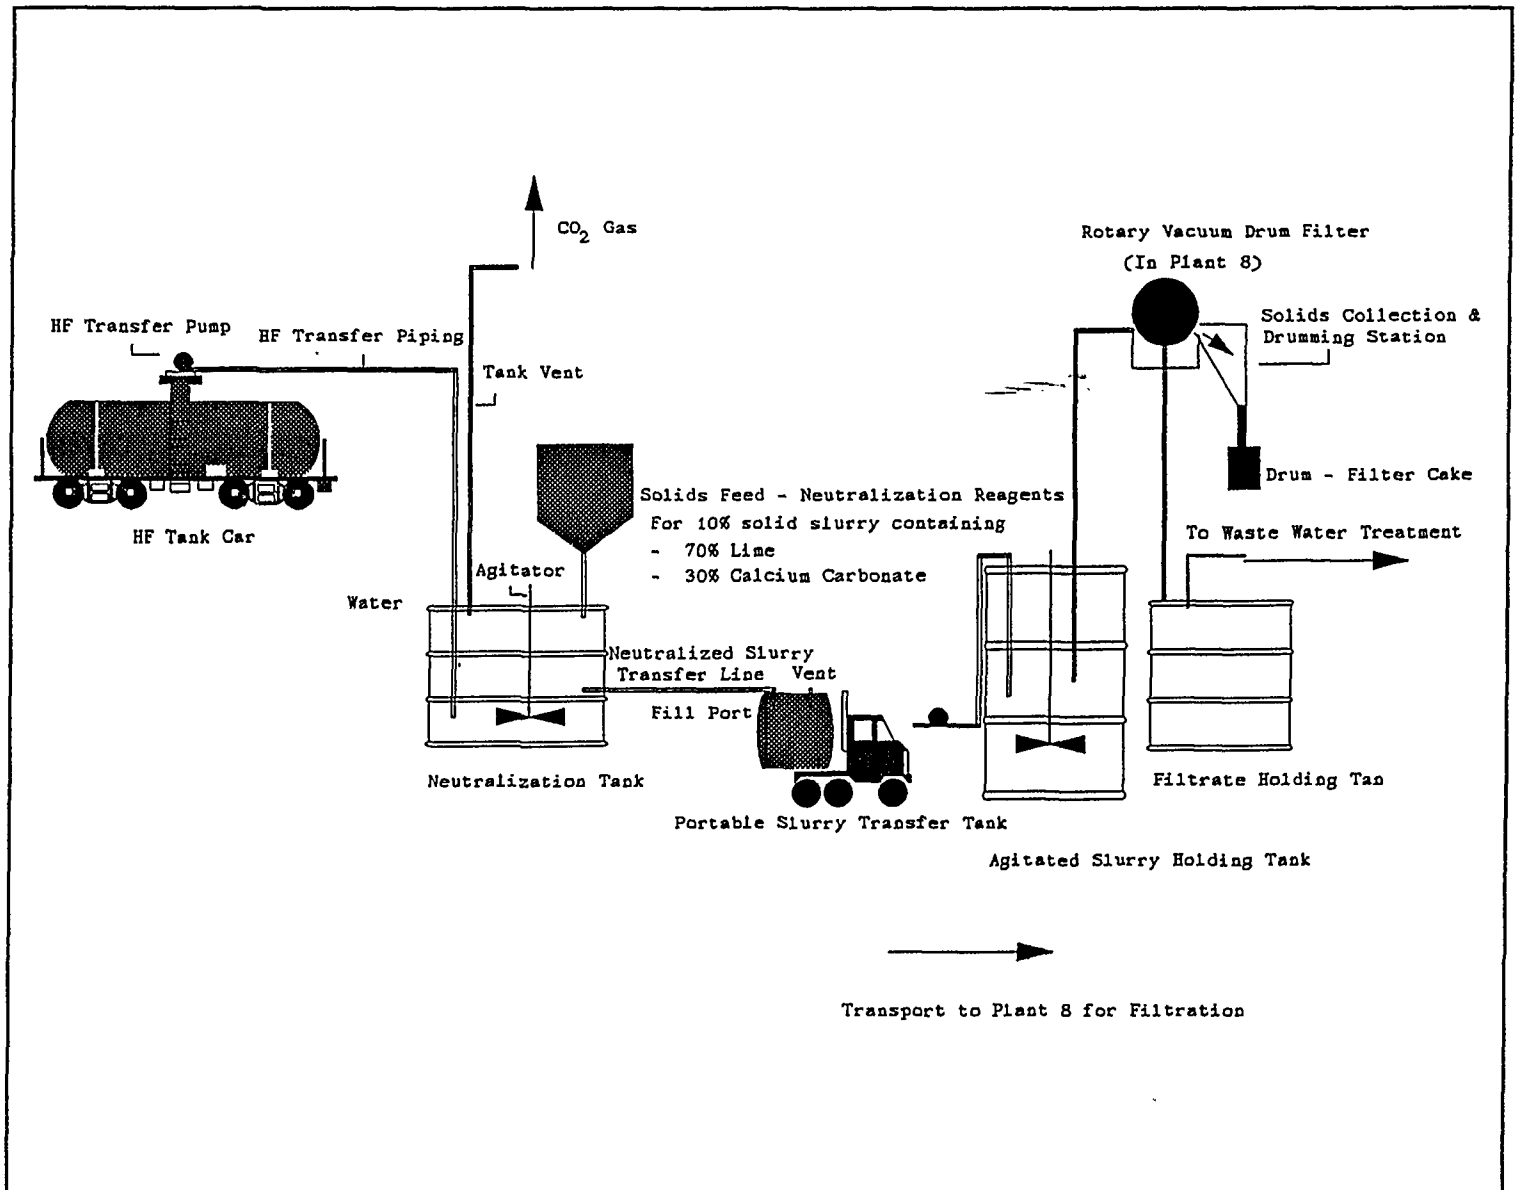 CO2 Gas
Rotary Vacuum Drum Filter
(In Plant 8)
Solids Collection &
Drumming Station
HF Transfer Pump
HF Transfer Piping
Tank Vent
Drum - Filter Cake
Solids Feed - Neutralization Reagents
For 10% solid slurry containing
- 70% Lime
- 30% Calcium Carbonate
HF Tank Car
To Waste Water Treatment
Agitator
Water
Neutralized Slurry
Transfer Line
Vent
Fill Port
Neutralization Tank
Filtrate Holding Tan
Portable Slurry Transfer Tank
Agitated Slurry Holding Tank
Transport to Plant 8 for Filtration